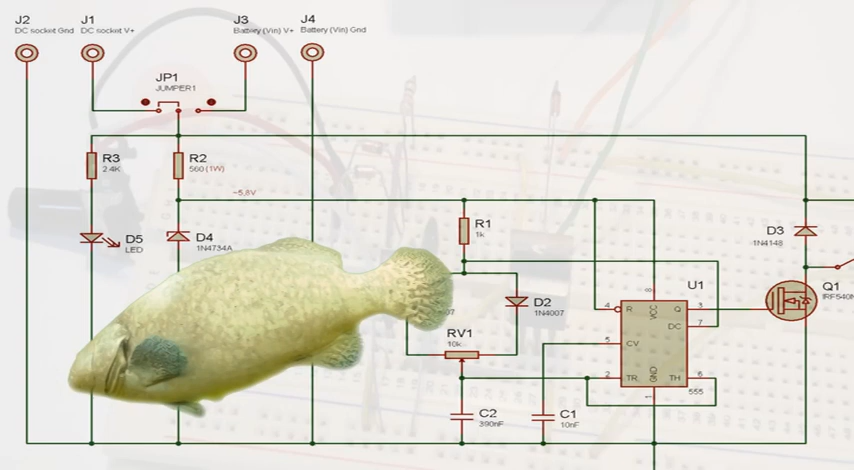 J2
DC socket Gnd
J1
DC socket V+
J3
Battery (Vin) V+
J4
Battery (Vin) Gnd
JP1
JUMPER1
R3
2.4K
R2
560 (1W)
~5,8V
D5
LED
D4
1N4734A
R1
1k
D3
1N4148
D2
1N4007
07
RV1
10k
U1
4
R
VCC
8
Q
3
DC
7
5
CV
2
TR
GND
1
TH
6
555
Q1
IRF540N
C2
390nF
C1
10nF